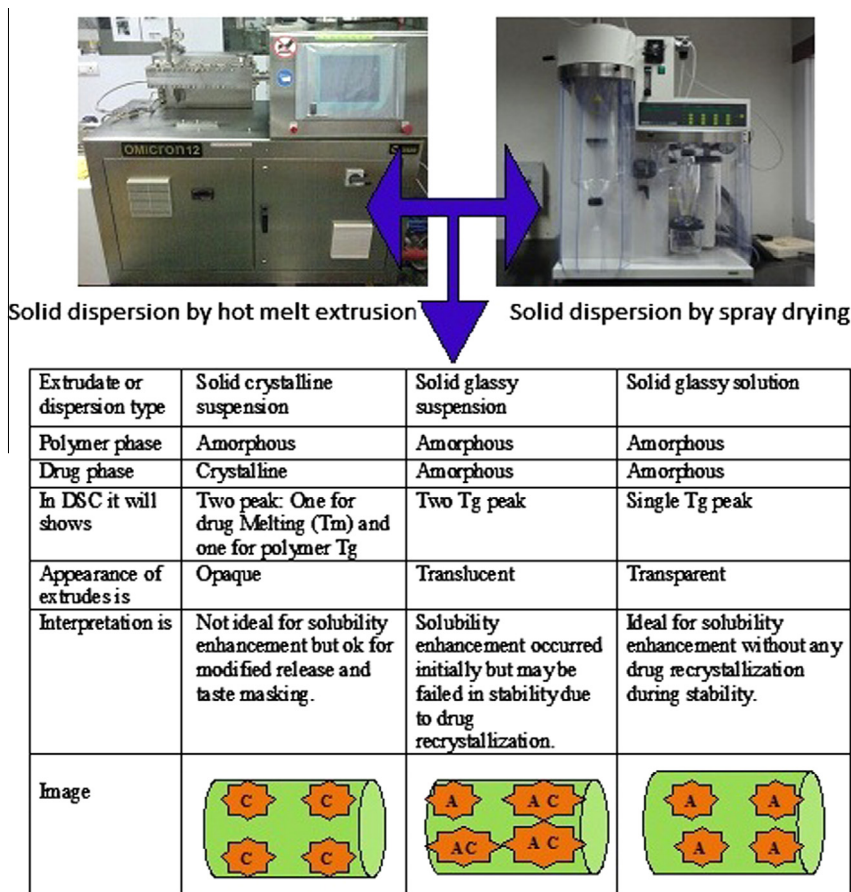 OMicron 12
Solid dispersion by hot melt extrusion
Solid dispersion by spray drying
Extrudate or
dispersion type
Solid crystalline
suspension
Solid glassy
suspension
Solid glassy solution
Polymer phase
Amorphous
Amorphous
Amorphous
Drug phase
Crystalline
Amorphous
Amorphous
In DSC it will
shows
Two peak: One for
drug Melting (Tm) and
one for polymer Tg
Two Tg peak
Single Tg peak
Appearance of
extrudes is
Opaque
Translucent
Transparent
Interpretation is
Not ideal for solubility
enhancement but ok for
modified release and
taste masking.
Solubility
enhancement occurred
initially but may be
failed in stability due
to drug
recrystallization.
Ideal for solubility
enhancement without any
drug recrystallization
during stability.
Image
C C
C C
A A C
A C A C
A A
A A